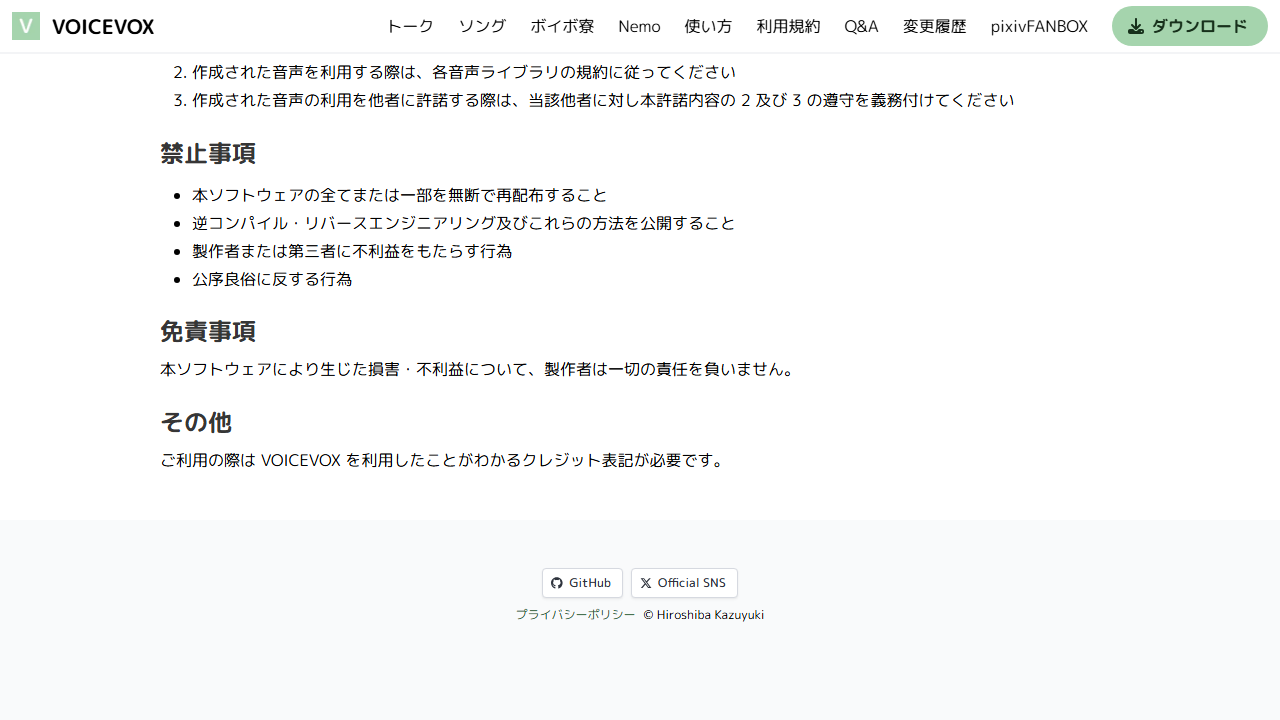 V VOICEVOX トーク ソング ボイボ寮 Nemo 使い方 利用規約 Q&A 変更履歴 pixivFANBOX ダウンロード
2. 作成された音声を利用する際は、各音声ライブラリの規約に従ってください
3. 作成された音声の利用を他者に許諾する際は、当該他者に対し本許諾内容の 2 及び 3 の遵守を義務付けてください
禁止事項
• 本ソフトウェアの全てまたは一部を無断で再配布すること
• 逆コンパイル・リバースエンジニアリング及びこれらの方法を公開すること
• 製作者または第三者に不利益をもたらす行為
• 公序良俗に反する行為
免責事項
本ソフトウェアにより生じた損害・不利益について、製作者は一切の責任を負いません。
その他
ご利用の際は VOICEVOX を利用したことがわかるクレジット表記が必要です。
GitHub Official SNS
プライバシーポリシー © Hiroshiba Kazuyuki